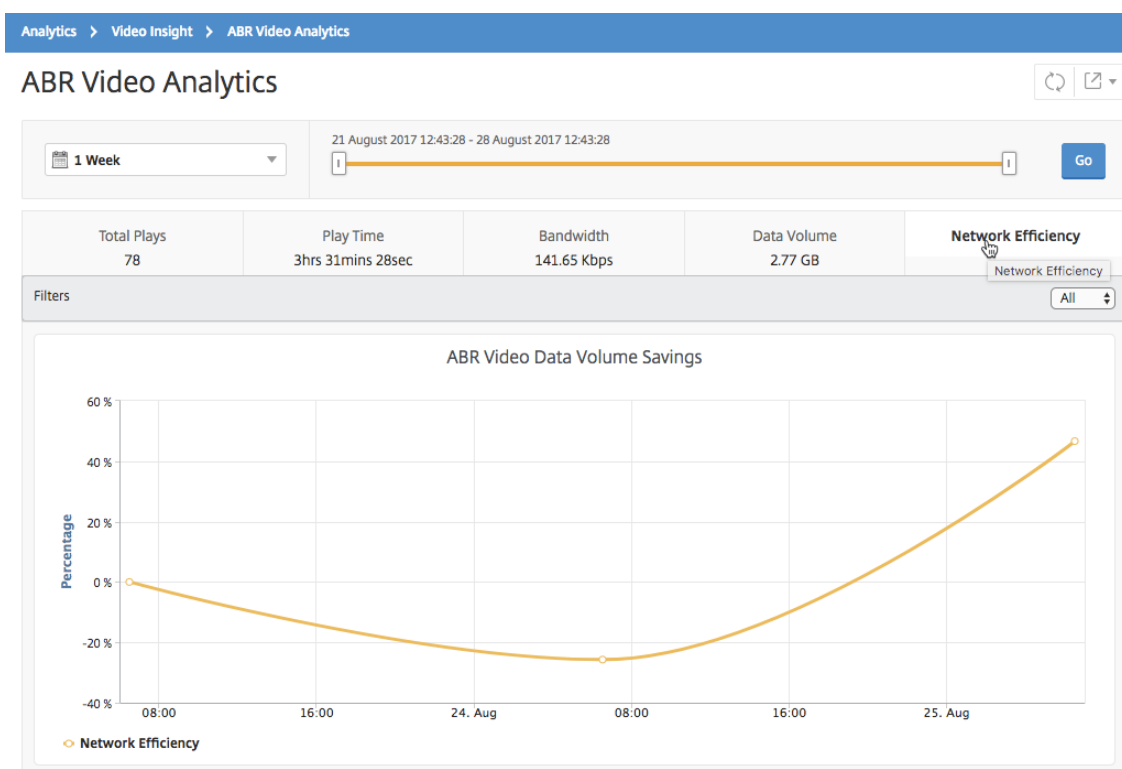 Analytics > Video Insight > ABR Video Analytics
ABR Video Analytics
21 August 2017 12:43:28 - 28 August 2017 12:43:28
1 Week
Go
Total Plays
78
Play Time
3hrs 31mins 28sec
Bandwidth
141.65 Kbps
Data Volume
2.77 GB
Network Efficiency
Network Efficiency
Filters
All
ABR Video Data Volume Savings
60 %
40 %
20 %
0 %
-20 %
-40 %
Percentage
08:00 16:00 24. Aug 08:00 16:00 25. Aug
Network Efficiency